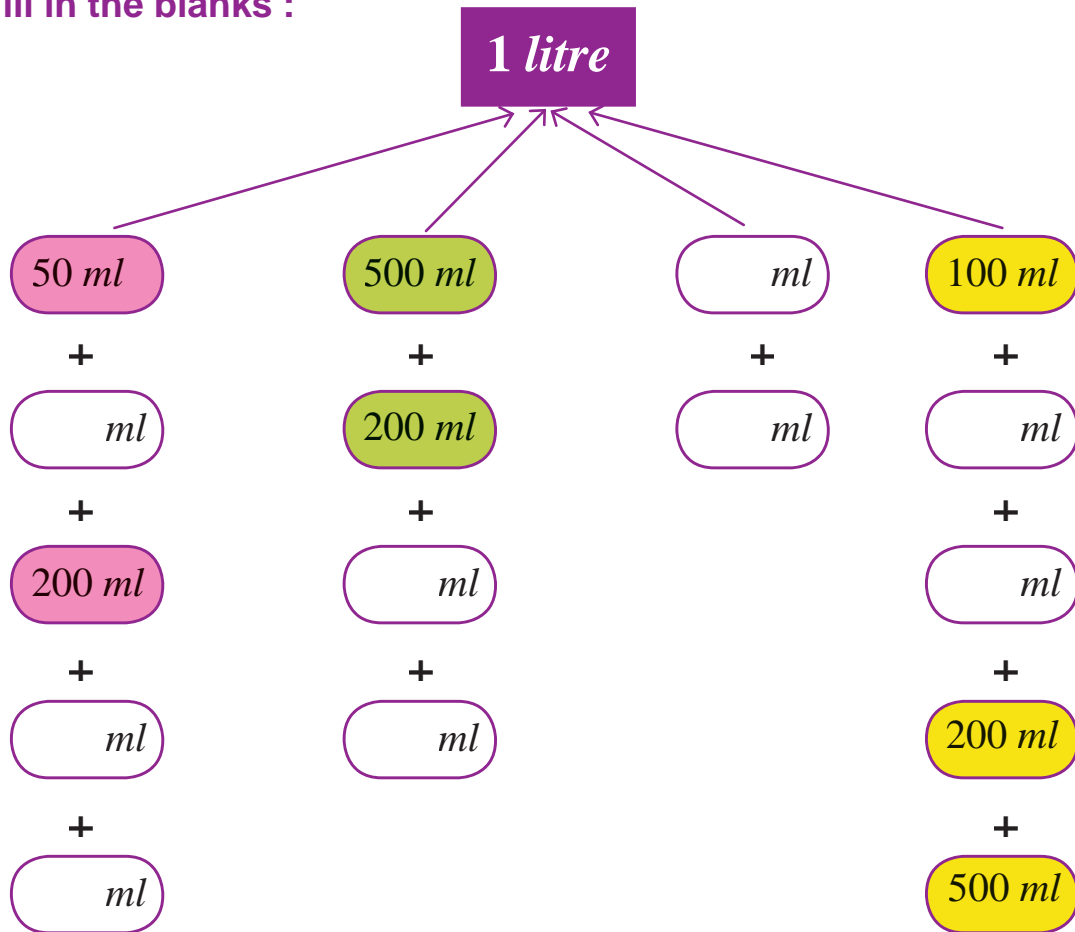 ill in the blanks :
1 litre
50 ml 500 ml ml 100 ml
+ + + +
ml 200 ml ml ml
+ + +
200 ml ml ml
+ + +
ml ml 200 ml
+ +
ml 500 ml